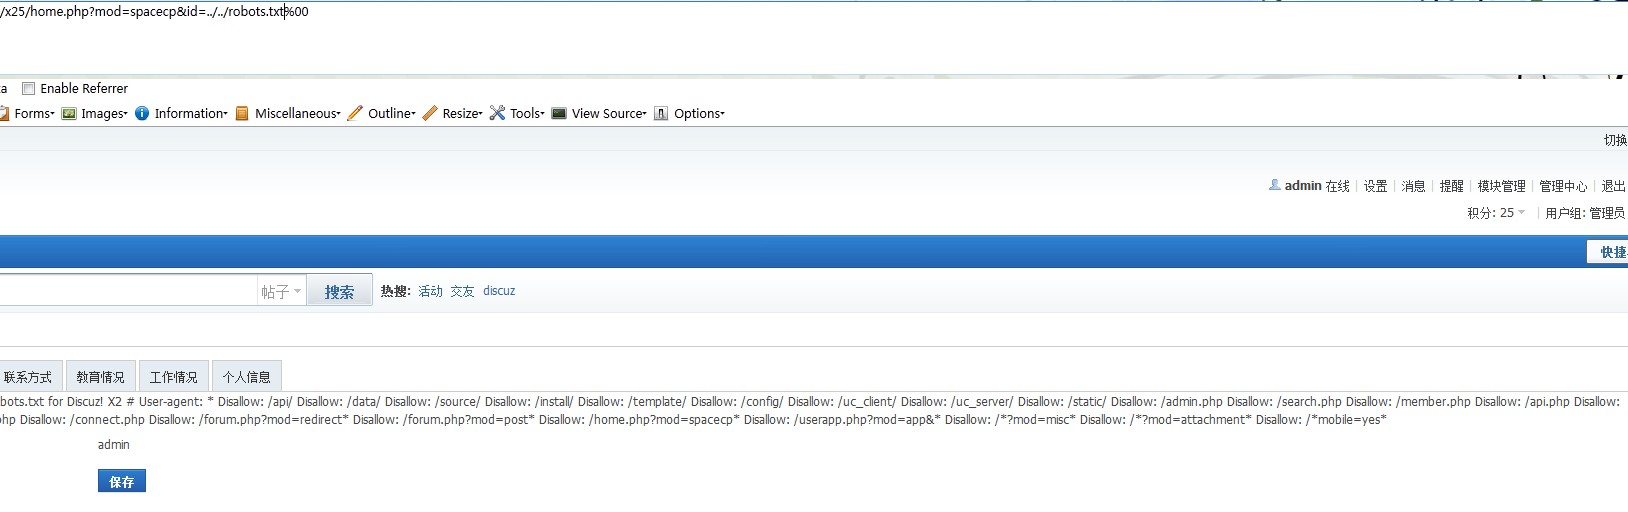 /x25/home.php?mod=spacecp&id=../../robots.txt%00
Enable Referrer
Forms Images Information Miscellaneous Outline Resize Tools View Source Options
切换
admin 在线 设置 消息 提醒 模块管理 管理中心 退出
积分: 25 用户组: 管理员
快捷
帖子 搜索 热搜: 活动 交友 discuz
联系方式 教育情况 工作情况 个人信息
bots.txt for Discuz! X2 # User-agent: * Disallow: /api/ Disallow: /data/ Disallow: /source/ Disallow: /install/ Disallow: /template/ Disallow: /config/ Disallow: /uc_client/ Disallow: /uc_server/ Disallow: /static/ Disallow: /admin.php Disallow: /search.php Disallow: /member.php Disallow: /api.php Disallow:
php Disallow: /connect.php Disallow: /forum.php?mod=redirect* Disallow: /forum.php?mod=post* Disallow: /home.php?mod=spacecp* Disallow: /userapp.php?mod=app&* Disallow: /*?mod=misc* Disallow: /*?mod=attachment* Disallow: /*mobile=yes*
admin
保存